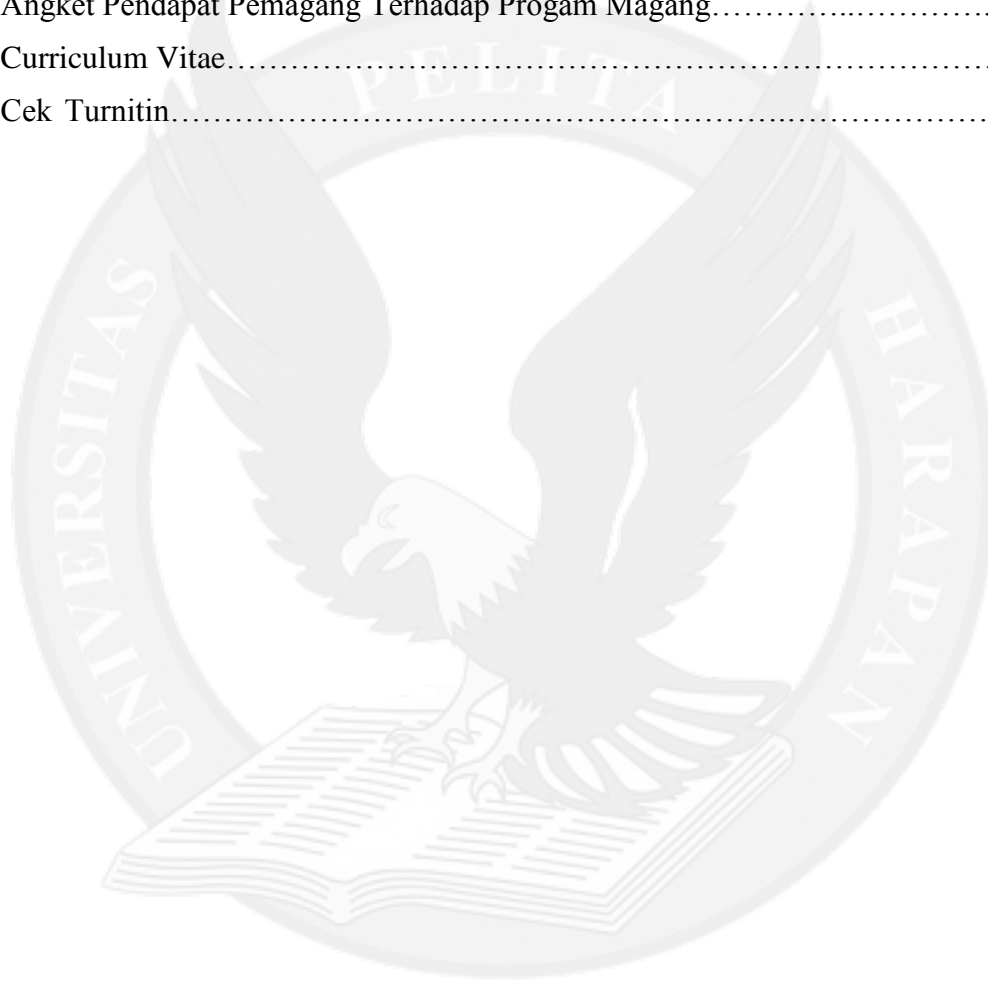 Angket Pendapat Pemagang Terhadap Progam Magang…………..………….
Curriculum Vitae…………….…………………………………………………………
Cek Turnitin…………………………………………………….…………………
UNIVERSITAS PELITA HARAPAN